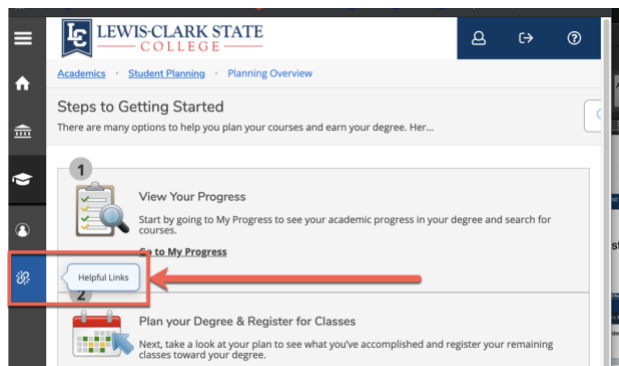 LEWIS-CLARK STATE
COLLEGE
Academics · Student Planning · Planning Overview
Steps to Getting Started
There are many options to help you plan your courses and earn your degree. Her...
1
View Your Progress
Start by going to My Progress to see your academic progress in your degree and search for
courses.
Go to My Progress
Helpful Links
2
Plan your Degree & Register for Classes
Next, take a look at your plan to see what you've accomplished and register your remaining
classes toward your degree.